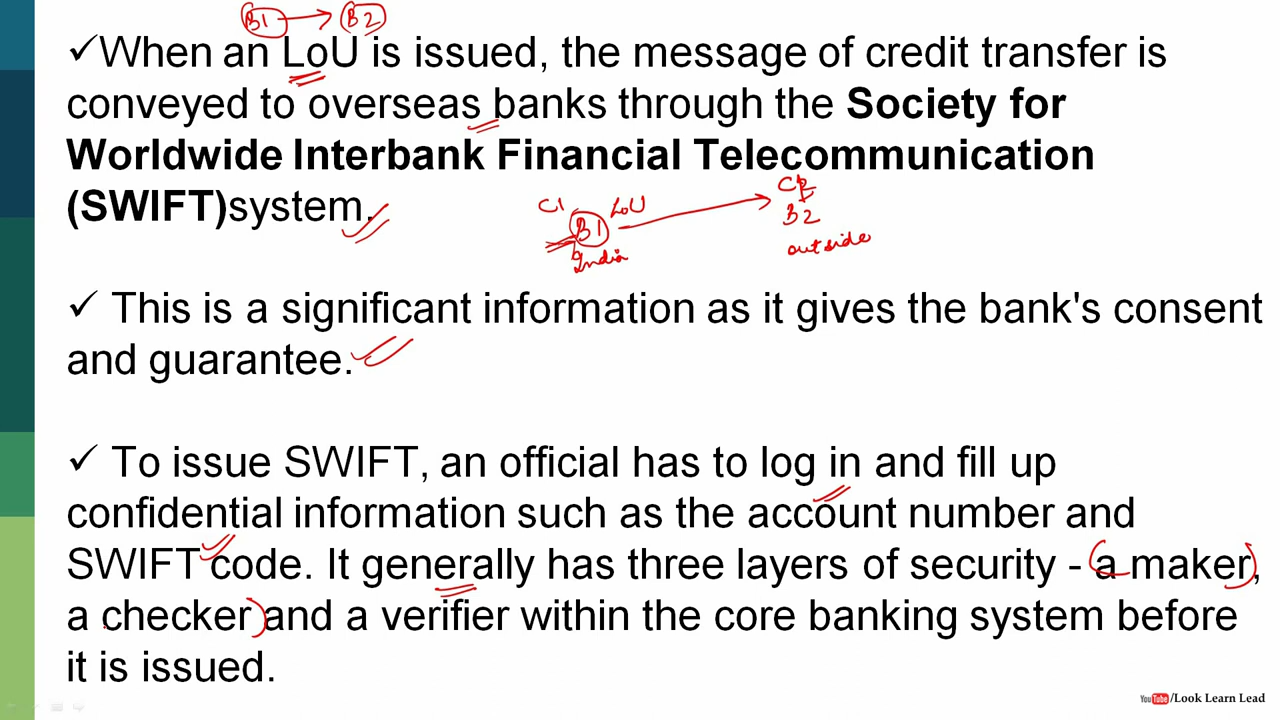 B1 → B2
✓When an LoU is issued, the message of credit transfer is
conveyed to overseas banks through the Society for
Worldwide Interbank Financial Telecommunication
(SWIFT)system.
C1 B1 LoU India
B2
outside
✓ This is a significant information as it gives the bank's consent
and guarantee.
✓ To issue SWIFT, an official has to log in and fill up
confidential information such as the account number and
SWIFT code. It generally has three layers of security - a maker,
a checker and a verifier within the core banking system before
it is issued.
YouTube/Look Learn Lead